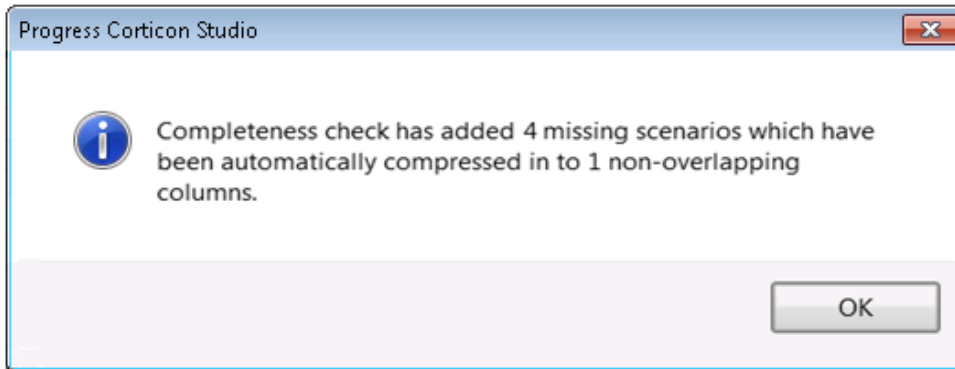 Progress Corticon Studio
Completeness check has added 4 missing scenarios which have
been automatically compressed in to 1 non-overlapping
columns.
OK